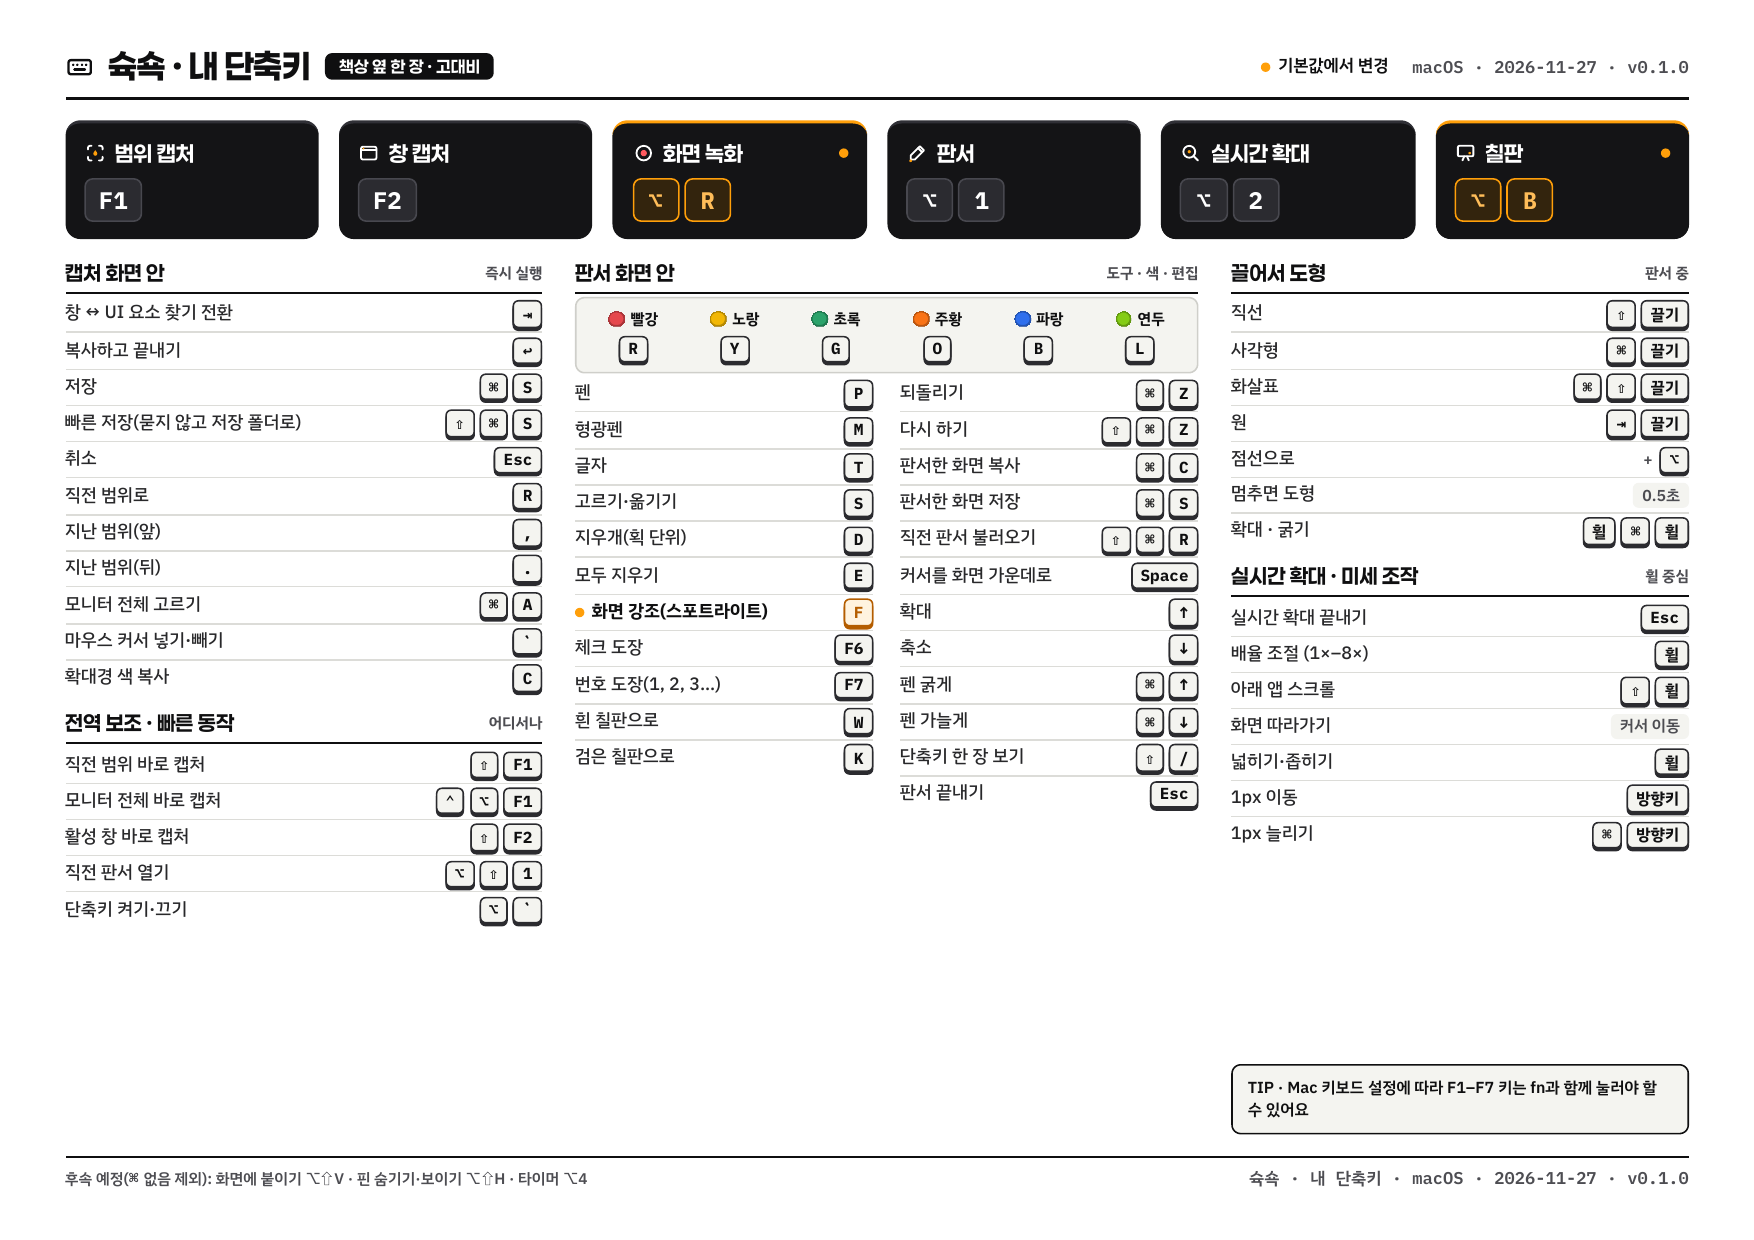 슉슉 · 내 단축키 책상 옆 한 장 · 고대비
기본값에서 변경 macOS · 2026-11-27 · v0.1.0
범위 캡처
F1
창 캡처
F2
화면 녹화
⌥ R
판서
⌥ 1
실시간 확대
⌥ 2
칠판
⌥ B
캡처 화면 안 즉시 실행
창 ↔ UI 요소 찾기 전환 ⇥
복사하고 끝내기 ↩
저장 ⌘ S
빠른 저장(묻지 않고 저장 폴더로) ⇧ ⌘ S
취소 Esc
직전 범위로 R
지난 범위(앞) ,
지난 범위(뒤) .
모니터 전체 고르기 ⌘ A
마우스 커서 넣기·빼기 `
확대경 색 복사 C
전역 보조 · 빠른 동작 어디서나
직전 범위 바로 캡처 ⇧ F1
모니터 전체 바로 캡처 ^ ⌥ F1
활성 창 바로 캡처 ⇧ F2
직전 판서 열기 ⌥ ⇧ 1
단축키 켜기·끄기 ⌥ `
판서 화면 안 도구 · 색 · 편집
빨강 노랑 초록 주황 파랑 연두
R Y G O B L
펜 P
형광펜 M
글자 T
고르기·옮기기 S
지우개(획 단위) D
모두 지우기 E
화면 강조(스포트라이트) F
체크 도장 F6
번호 도장(1, 2, 3…) F7
흰 칠판으로 W
검은 칠판으로 K
되돌리기 ⌘ Z
다시 하기 ⇧ ⌘ Z
판서한 화면 복사 ⌘ C
판서한 화면 저장 ⌘ S
직전 판서 불러오기 ⇧ ⌘ R
커서를 화면 가운데로 Space
확대 ↑
축소 ↓
펜 굵게 ⌘ ↑
펜 가늘게 ⌘ ↓
단축키 한 장 보기 ⇧ /
판서 끝내기 Esc
끌어서 도형 판서 중
직선 ⇧ 끌기
사각형 ⌘ 끌기
화살표 ⌘ ⇧ 끌기
원 ⇥ 끌기
점선으로 + ⌥
멈추면 도형 0.5초
확대 · 굵기 휠 ⌘ 휠
실시간 확대 · 미세 조작 휠 중심
실시간 확대 끝내기 Esc
배율 조절 (1×–8×) 휠
아래 앱 스크롤 ⇧ 휠
화면 따라가기 커서 이동
넓히기·좁히기 휠
1px 이동 방향키
1px 늘리기 ⌘ 방향키
TIP · Mac 키보드 설정에 따라 F1–F7 키는 fn과 함께 눌러야 할
수 있어요
후속 예정(⌘ 없음 제외): 화면에 붙이기 ⌥⇧V · 핀 숨기기·보이기 ⌥⇧H · 타이머 ⌥4
슉슉 · 내 단축키 · macOS · 2026-11-27 · v0.1.0